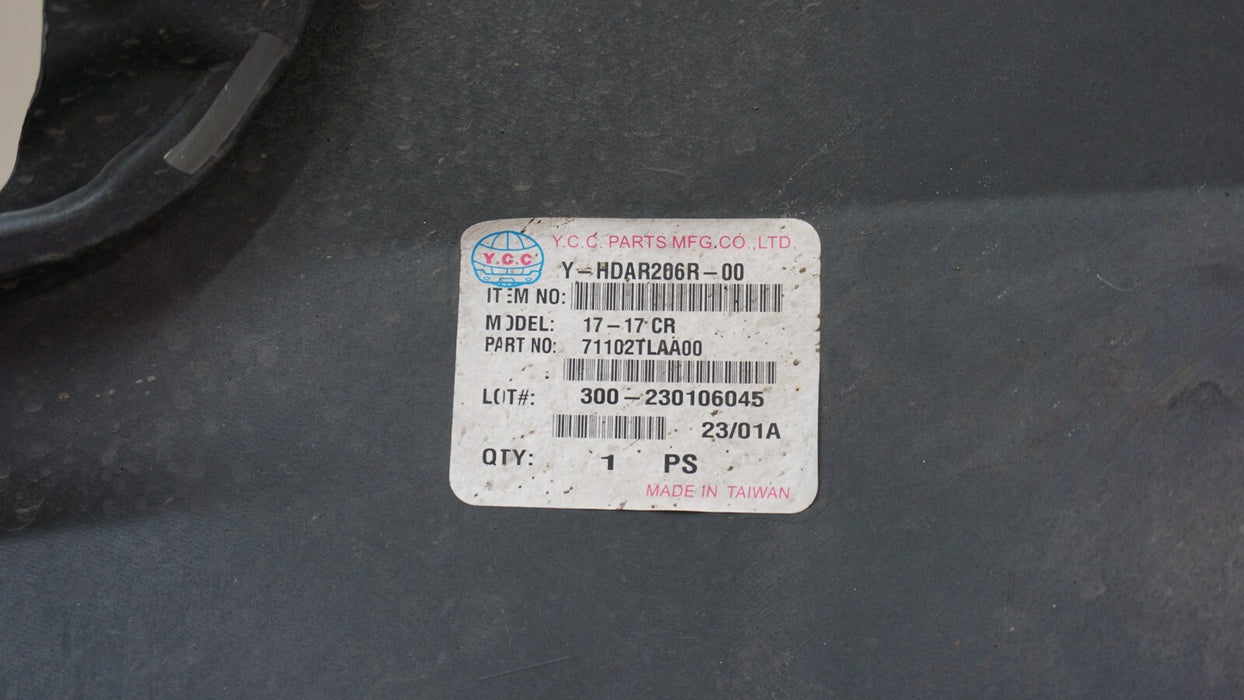 Y.C.C. PARTS MFG.CO.,LTD.
Y.C.C
Y-HDAR206R-00
ITEM NO:
MODEL: 17-17 CR
PART NO: 71102TLAA00
LOT#: 300-230106045
23/01A
QTY: 1 PS
MADE IN TAIWAN